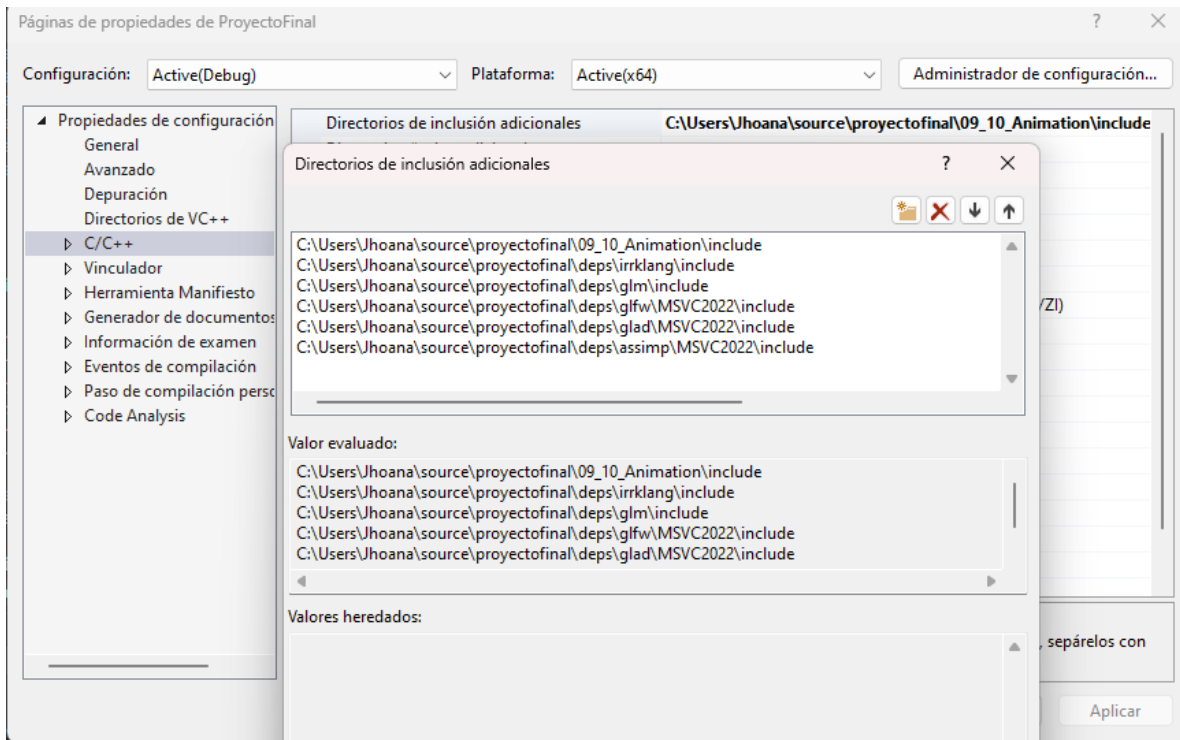 Páginas de propiedades de ProyectoFinal ? ×
Configuración: Active(Debug) Plataforma: Active(x64) Administrador de configuración...
Propiedades de configuración
General
Avanzado
Depuración
Directorios de VC++
C/C++
Vinculador
Herramienta Manifiesto
Generador de documentos
Información de examen
Eventos de compilación
Paso de compilación perso
Code Analysis
Directorios de inclusión adicionales C:\Users\Jhoana\source\proyectofinal\09_10_Animation\include
Directorios de inclusión adicionales ? ×
C:\Users\Jhoana\source\proyectofinal\09_10_Animation\include
C:\Users\Jhoana\source\proyectofinal\deps\irrklang\include
C:\Users\Jhoana\source\proyectofinal\deps\glm\include
C:\Users\Jhoana\source\proyectofinal\deps\glfw\MSVC2022\include
C:\Users\Jhoana\source\proyectofinal\deps\glad\MSVC2022\include
C:\Users\Jhoana\source\proyectofinal\deps\assimp\MSVC2022\include
/ZI)
Valor evaluado:
C:\Users\Jhoana\source\proyectofinal\09_10_Animation\include
C:\Users\Jhoana\source\proyectofinal\deps\irrklang\include
C:\Users\Jhoana\source\proyectofinal\deps\glm\include
C:\Users\Jhoana\source\proyectofinal\deps\glfw\MSVC2022\include
C:\Users\Jhoana\source\proyectofinal\deps\glad\MSVC2022\include
Valores heredados:
, sepárelos con
Aplicar